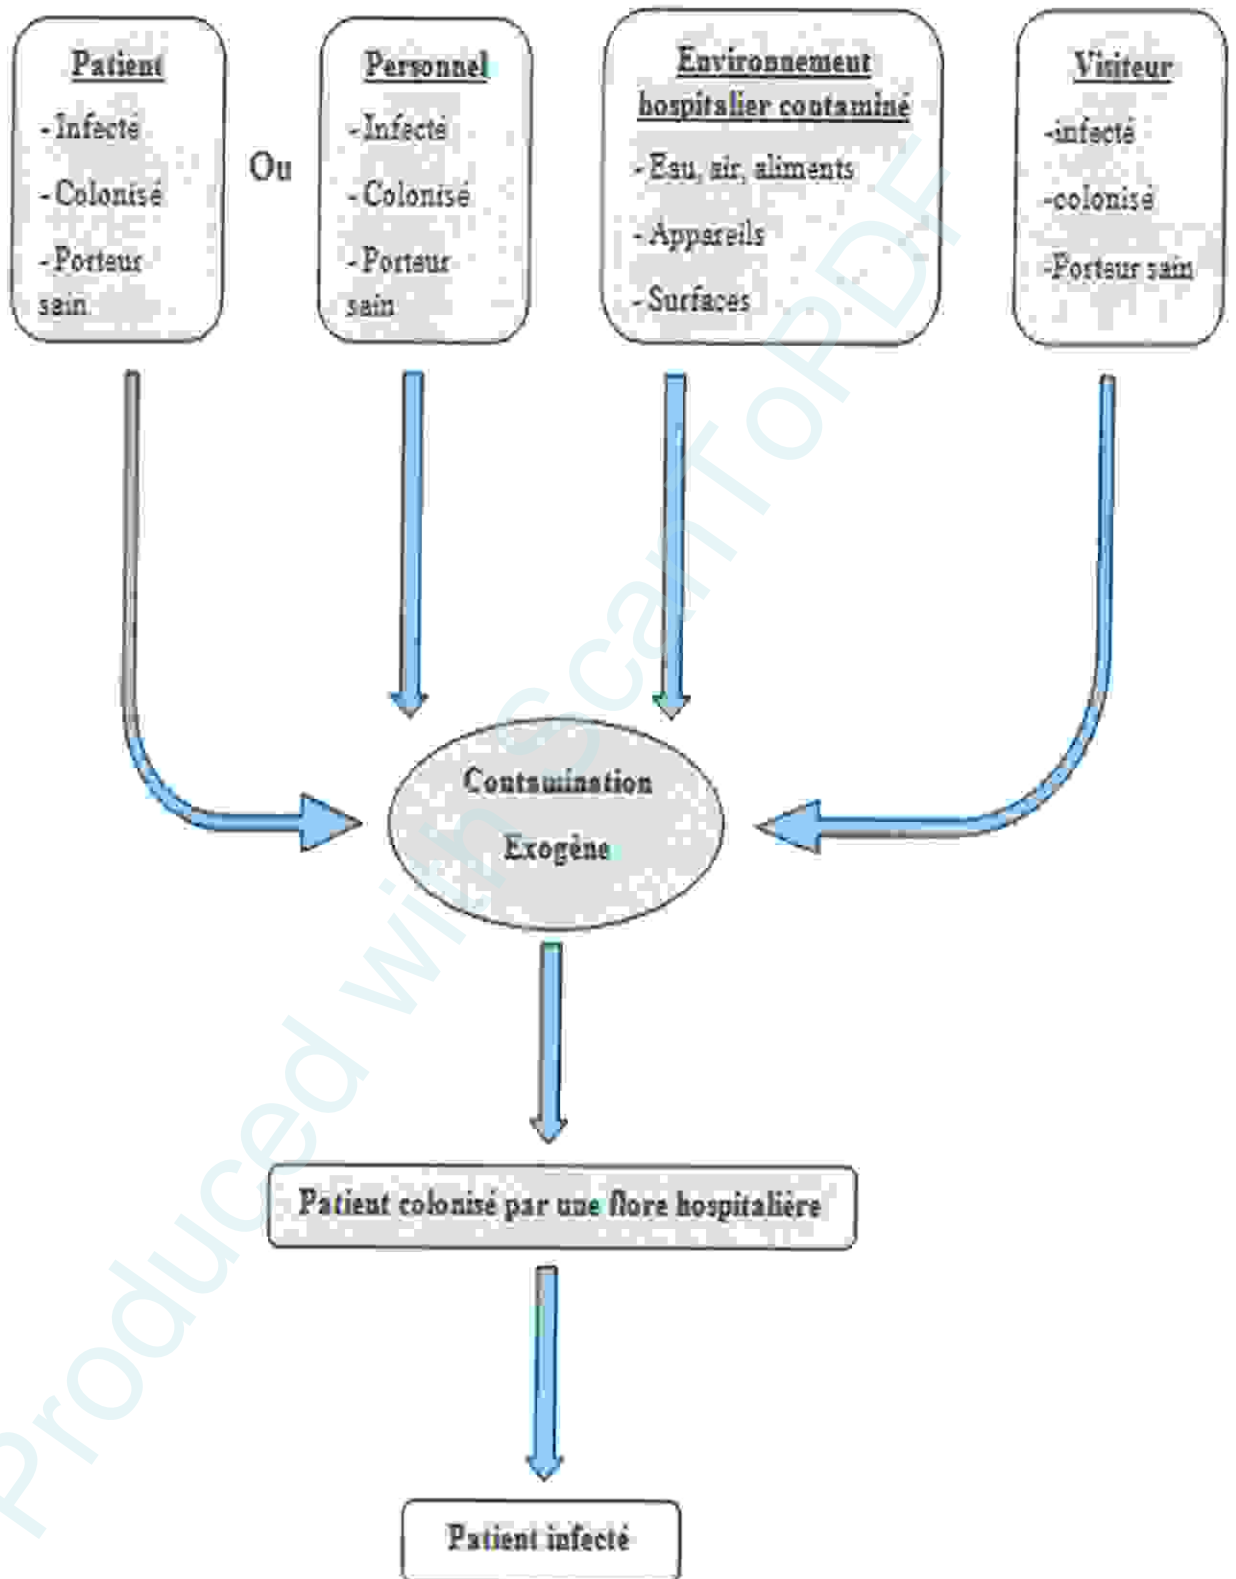 Patient
- Infecté
- Colonisé
- Porteur
sain
Ou
Personnel
- Infecté
- Colonisé
- Porteur
sain
Environnement
hospitalier contaminé
- Eau, air, aliments
- Appareils
- Surfaces
Visiteur
-infecté
-colonisé
-Porteur sain
Contamination
Exogène
Patient colonisé par une flore hospitalière
Patient infecté
Produced with ScanToPDF